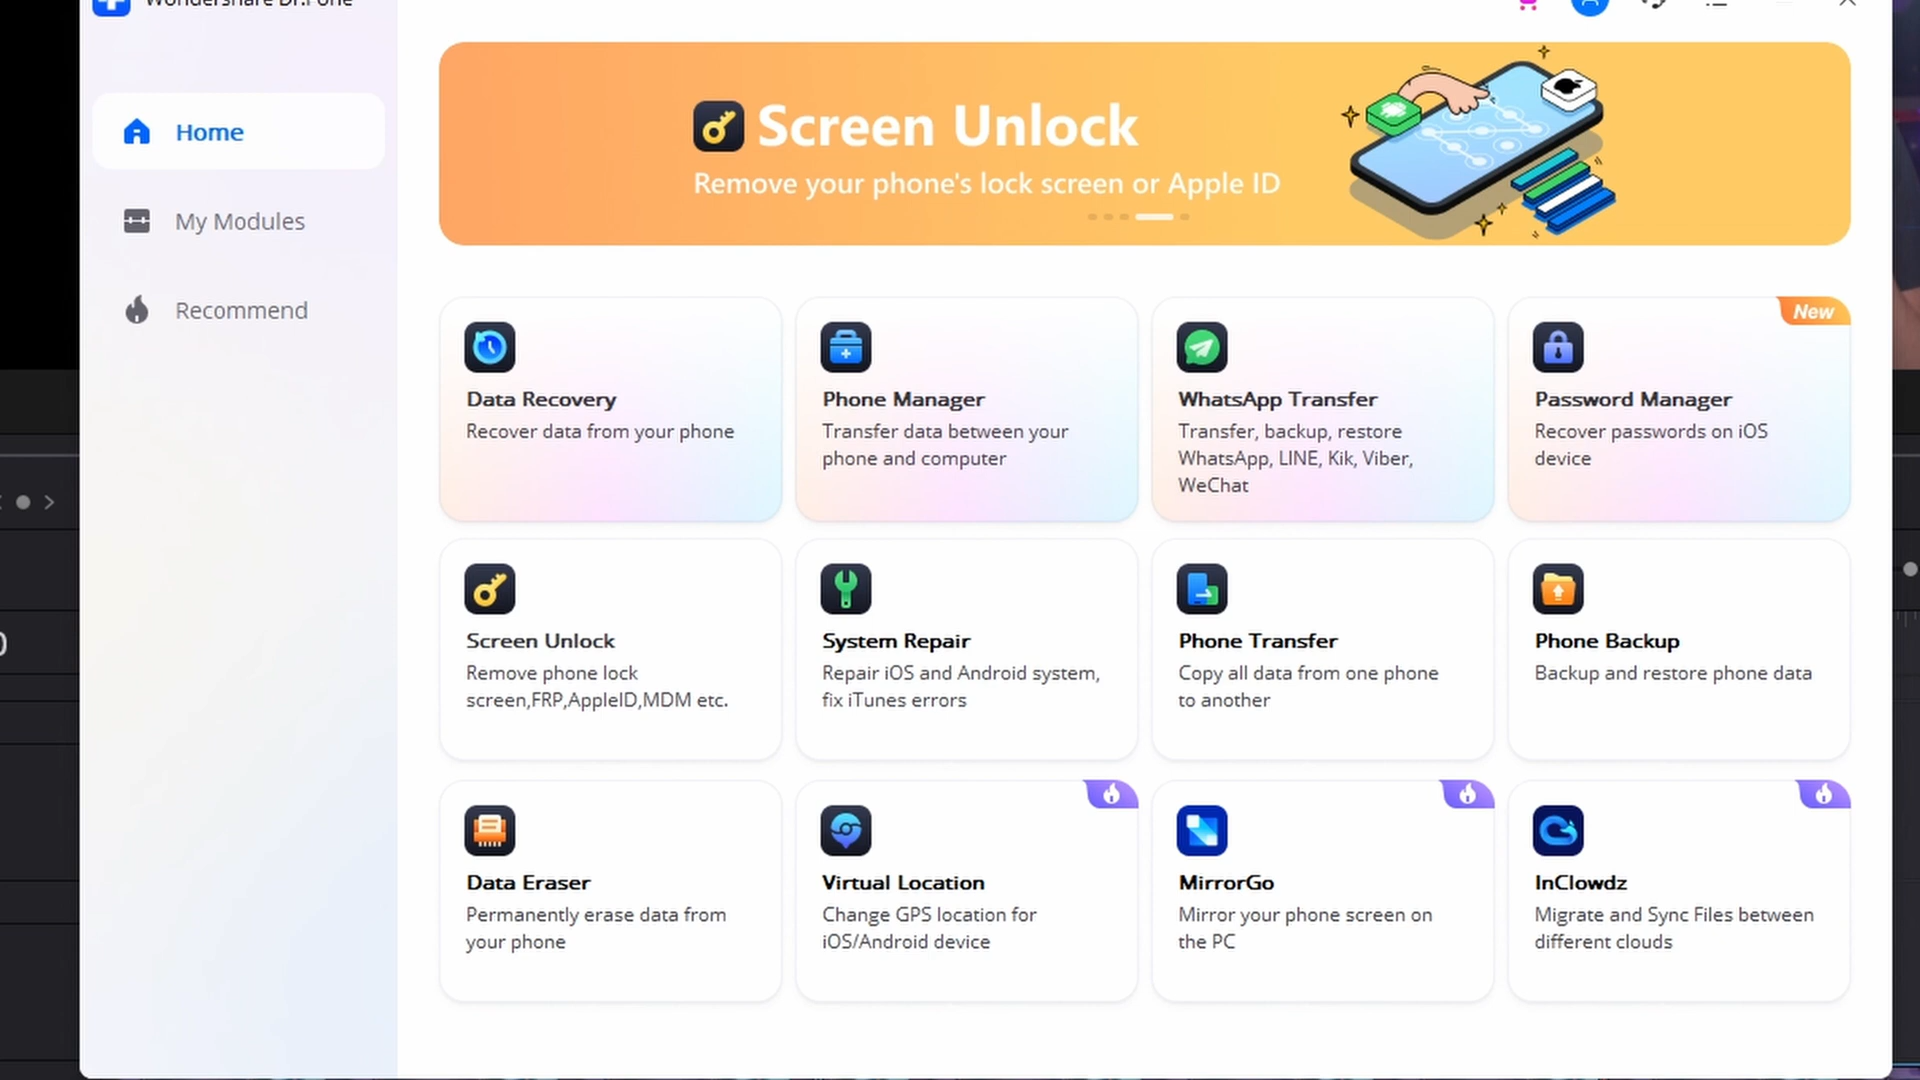 Wondershare Dr.Fone
Home
My Modules
Recommend
Screen Unlock
Remove your phone's lock screen or Apple ID
Data Recovery
Recover data from your phone
Phone Manager
Transfer data between your
phone and computer
WhatsApp Transfer
Transfer, backup, restore
WhatsApp, LINE, Kik, Viber,
WeChat
New
Password Manager
Recover passwords on iOS
device
Screen Unlock
Remove phone lock
screen,FRP,AppleID,MDM etc.
System Repair
Repair iOS and Android system,
fix iTunes errors
Phone Transfer
Copy all data from one phone
to another
Phone Backup
Backup and restore phone data
Data Eraser
Permanently erase data from
your phone
Virtual Location
Change GPS location for
iOS/Android device
MirrorGo
Mirror your phone screen on
the PC
InClowdz
Migrate and Sync Files between
different clouds